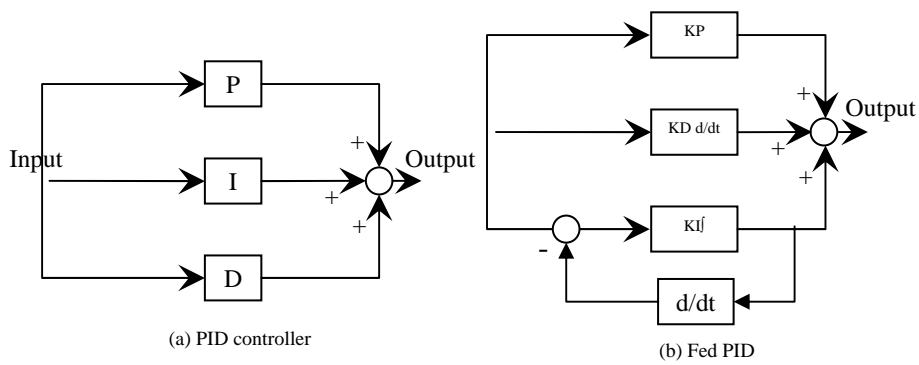 P
+
Input
I
+
+
Output
D
(a) PID controller
KP
+
KD d/dt
+
+
Output
KI∫
-
d/dt
(b) Fed PID